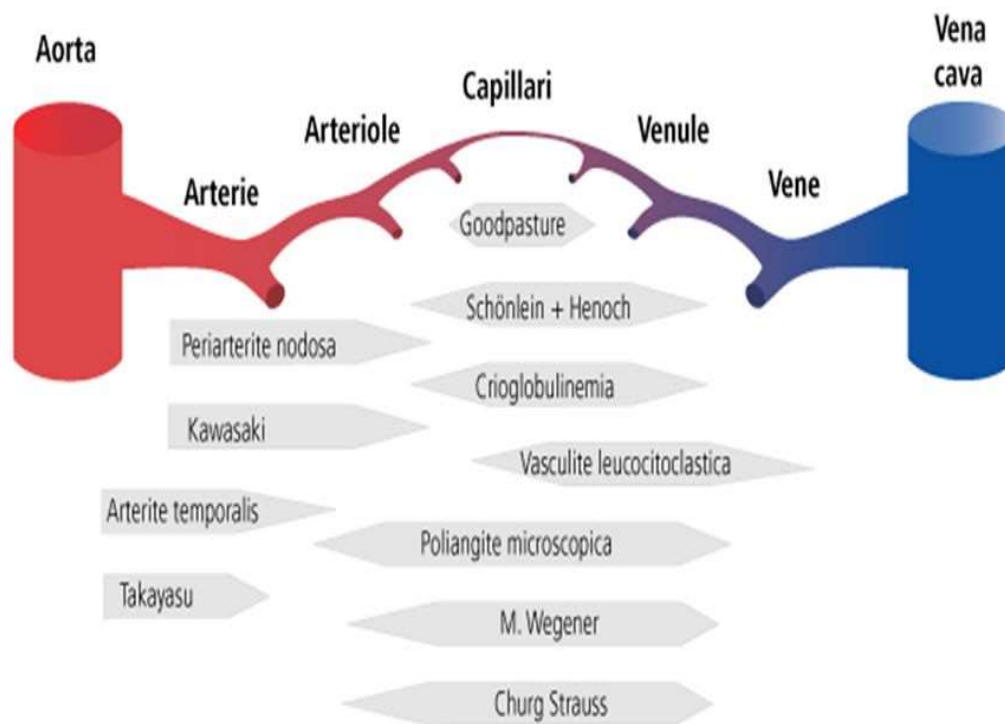 Aorta
Vena
cava
Capillari
Arteriole
Venule
Arterie
Vene
Goodpasture
Schönlein + Henoch
Periarterite nodosa
Crioglobulinemia
Kawasaki
Vasculite leucocitoclastica
Arterite temporalis
Poliangite microscopica
Takayasu
M. Wegener
Churg Strauss